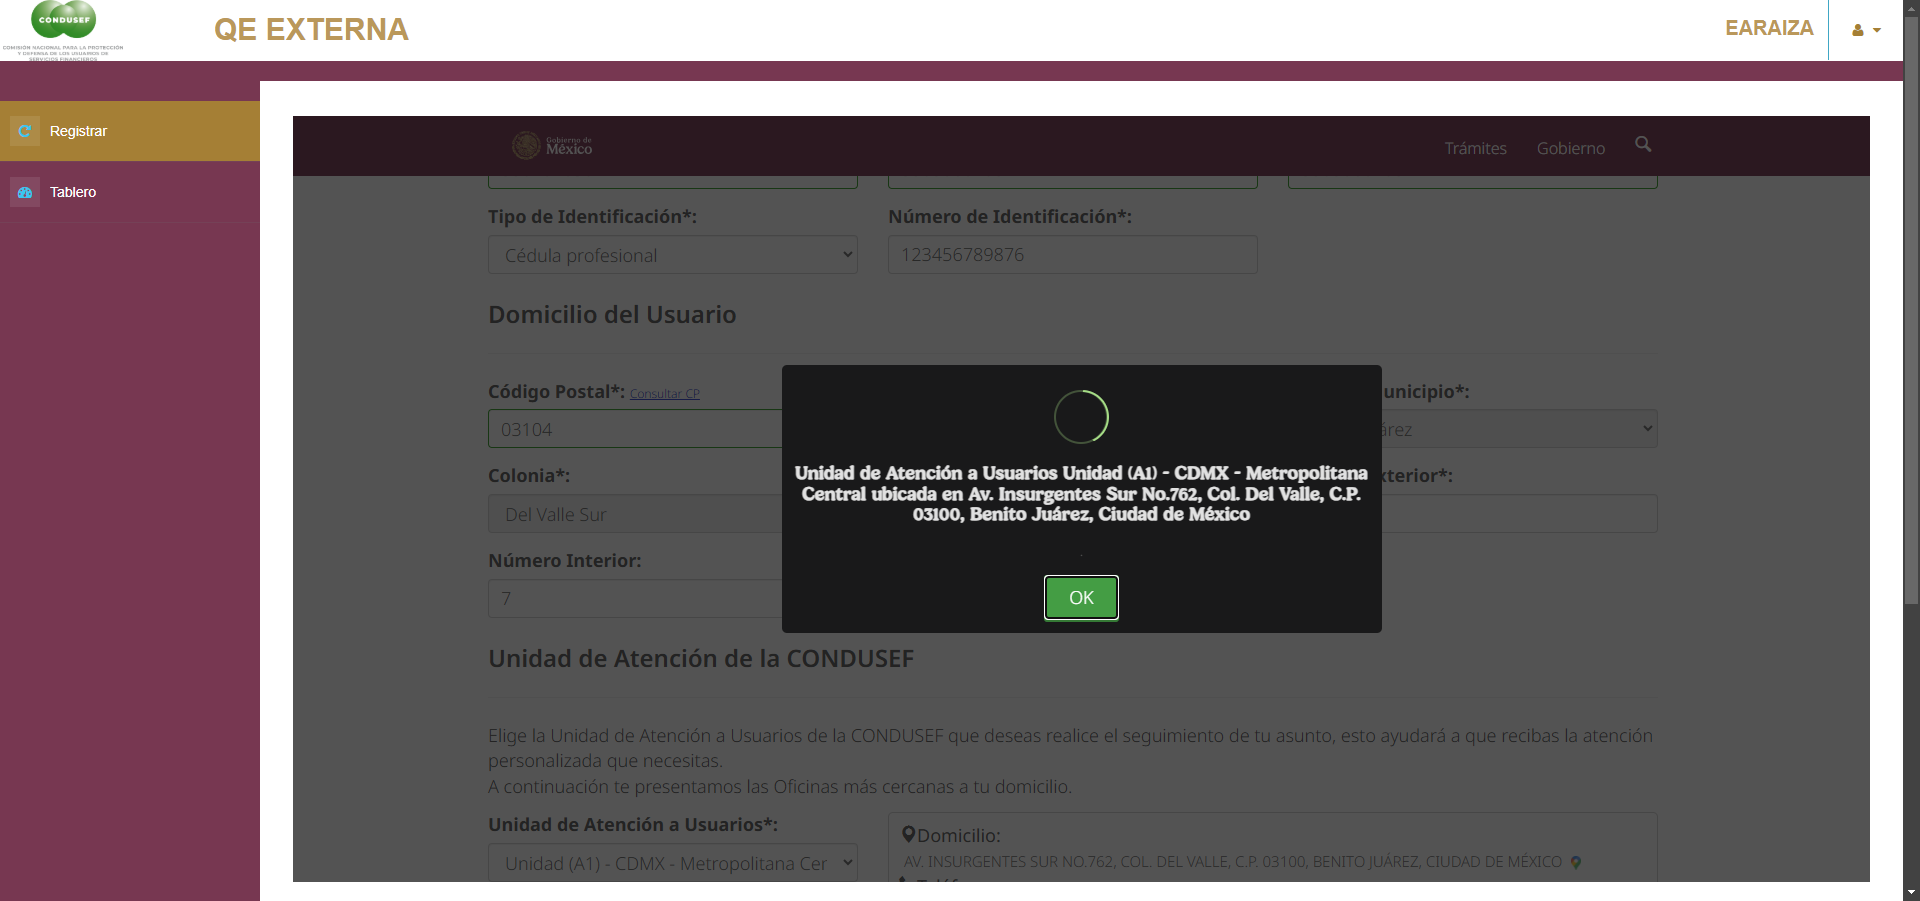 CONDUSEF
COMISIÓN NACIONAL PARA LA PROTECCIÓN
Y DEFENSA DE LOS USUARIOS DE
SERVICIOS FINANCIEROS
QE EXTERNA
EARAIZA
Registrar
Tablero
Gobierno de
México
Trámites
Gobierno
Tipo de Identificación*:
Número de Identificación*:
Cédula profesional
123456789876
Domicilio del Usuario
Código Postal*: Consultar CP
unicipio*:
03104
árez
Colonia*:
xterior*:
Del Valle Sur
Número Interior:
7
Unidad de Atención a Usuarios Unidad (A1) - CDMX - Metropolitana
Central ubicada en Av. Insurgentes Sur No.762, Col. Del Valle, C.P.
03100, Benito Juárez, Ciudad de México
.
OK
Unidad de Atención de la CONDUSEF
Elige la Unidad de Atención a Usuarios de la CONDUSEF que deseas realice el seguimiento de tu asunto, esto ayudará a que recibas la atención
personalizada que necesitas.
A continuación te presentamos las Oficinas más cercanas a tu domicilio.
Unidad de Atención a Usuarios*:
Unidad (A1) - CDMX - Metropolitana Cer
Domicilio:
AV. INSURGENTES SUR NO.762, COL. DEL VALLE, C.P. 03100, BENITO JUÁREZ, CIUDAD DE MÉXICO